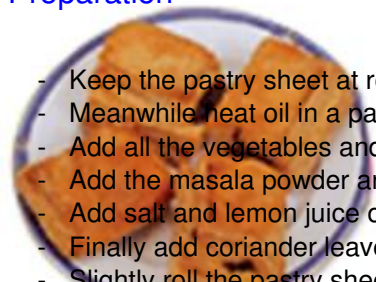 Preparation
- Keep the pastry sheet at
- Meanwhile heat oil in a
- Add all the vegetables and
- Add the masala powder
- Add salt and lemon juice
- Finally add coriander
- Slightly roll the pastry